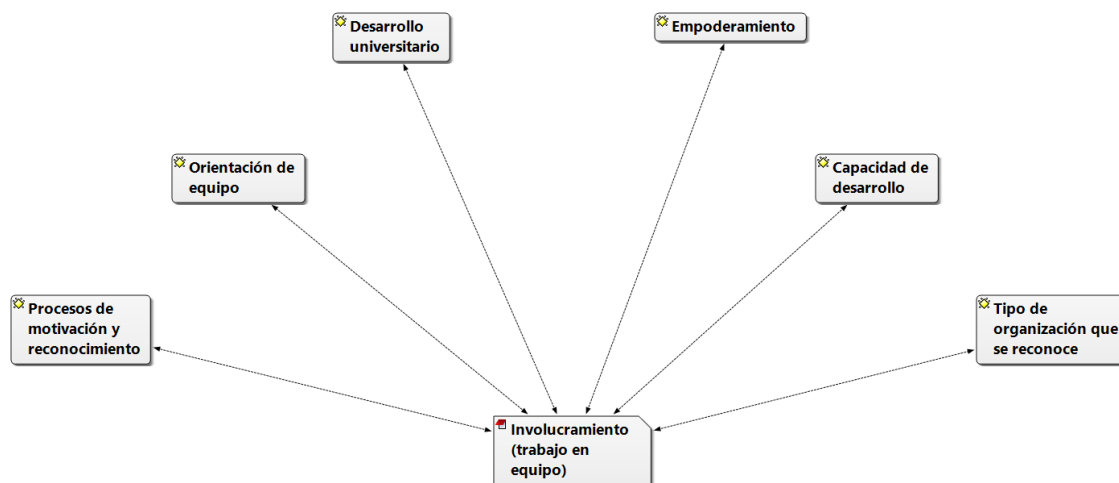 Desarrollo
universitario
Empoderamiento
Orientación de
equipo
Capacidad de
desarrollo
Procesos de
motivación y
reconocimiento
Tipo de
organización que
se reconoce
Involucramiento
(trabajo en
equipo)